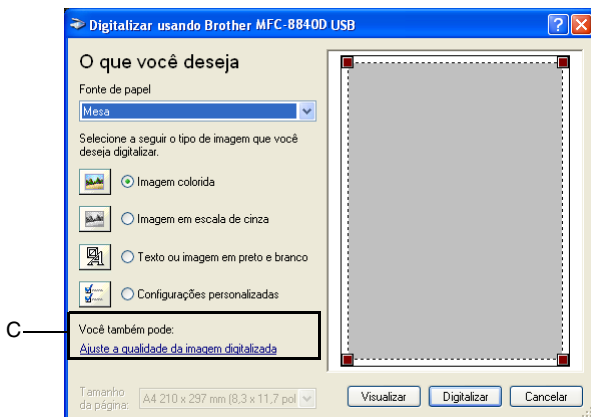 Digitalizar usando Brother MFC-8840D USB
O que você deseja
Fonte de papel
Mesa
Selecione a seguir o tipo de imagem que você
deseja digitalizar.
Imagem colorida
Imagem em escala de cinza
Texto ou imagem em preto e branco
Configurações personalizadas
C
Você também pode:
Ajuste a qualidade da imagem digitalizada
Tamanho
da página:
A4 210 x 297 mm (8,3 x 11,7 pol
Visualizar
Digitalizar
Cancelar